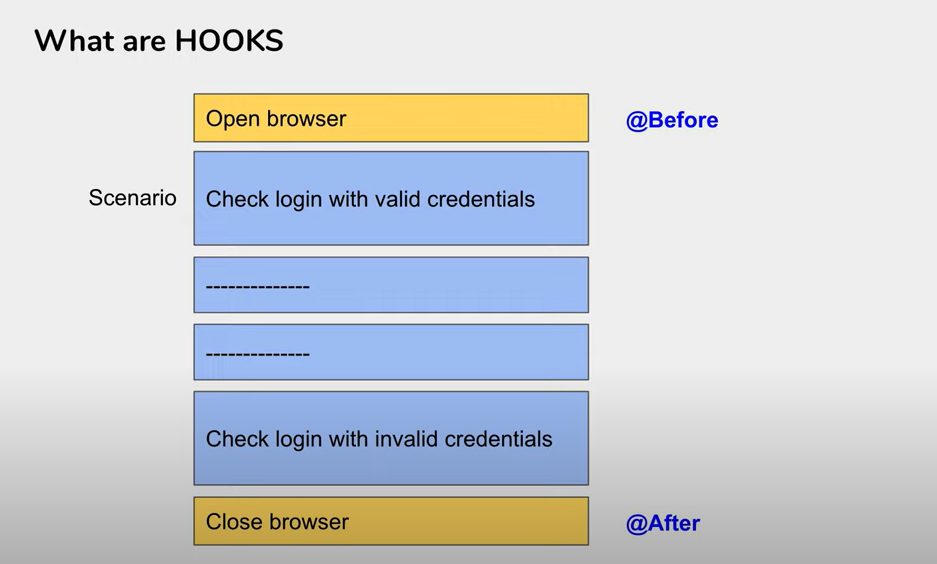 What are HOOKS
Open browser
@Before
Scenario
Check login with valid credentials
--------------
--------------
Check login with invalid credentials
Close browser
@After